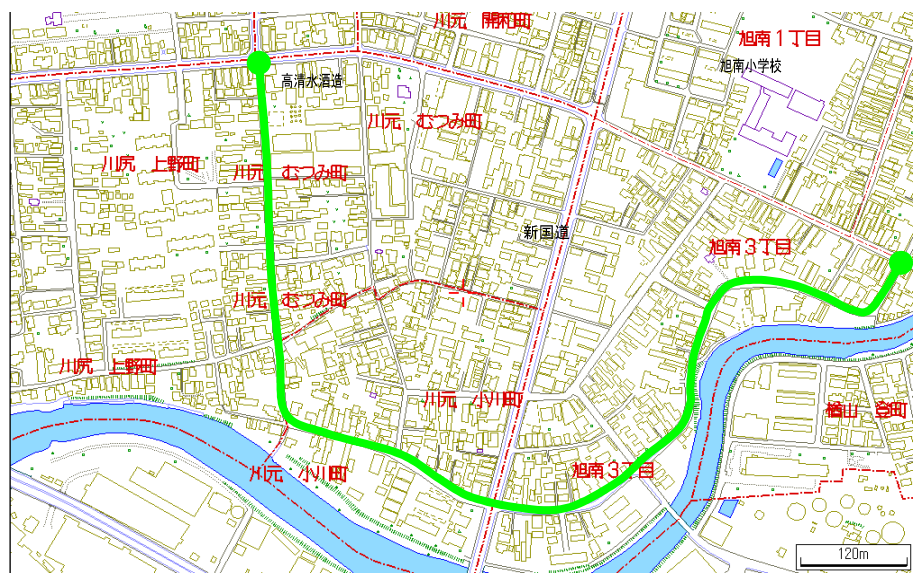 川元 開和町
旭南１丁目
旭南小学校
高清水酒造
川元 むつみ町
川尻 上野町
川元 むつみ町
新国道
旭南３丁目
川元 むつみ町
川尻 上野町
川元 小川町
楢山 登町
川元 小川町
旭南３丁目
120m